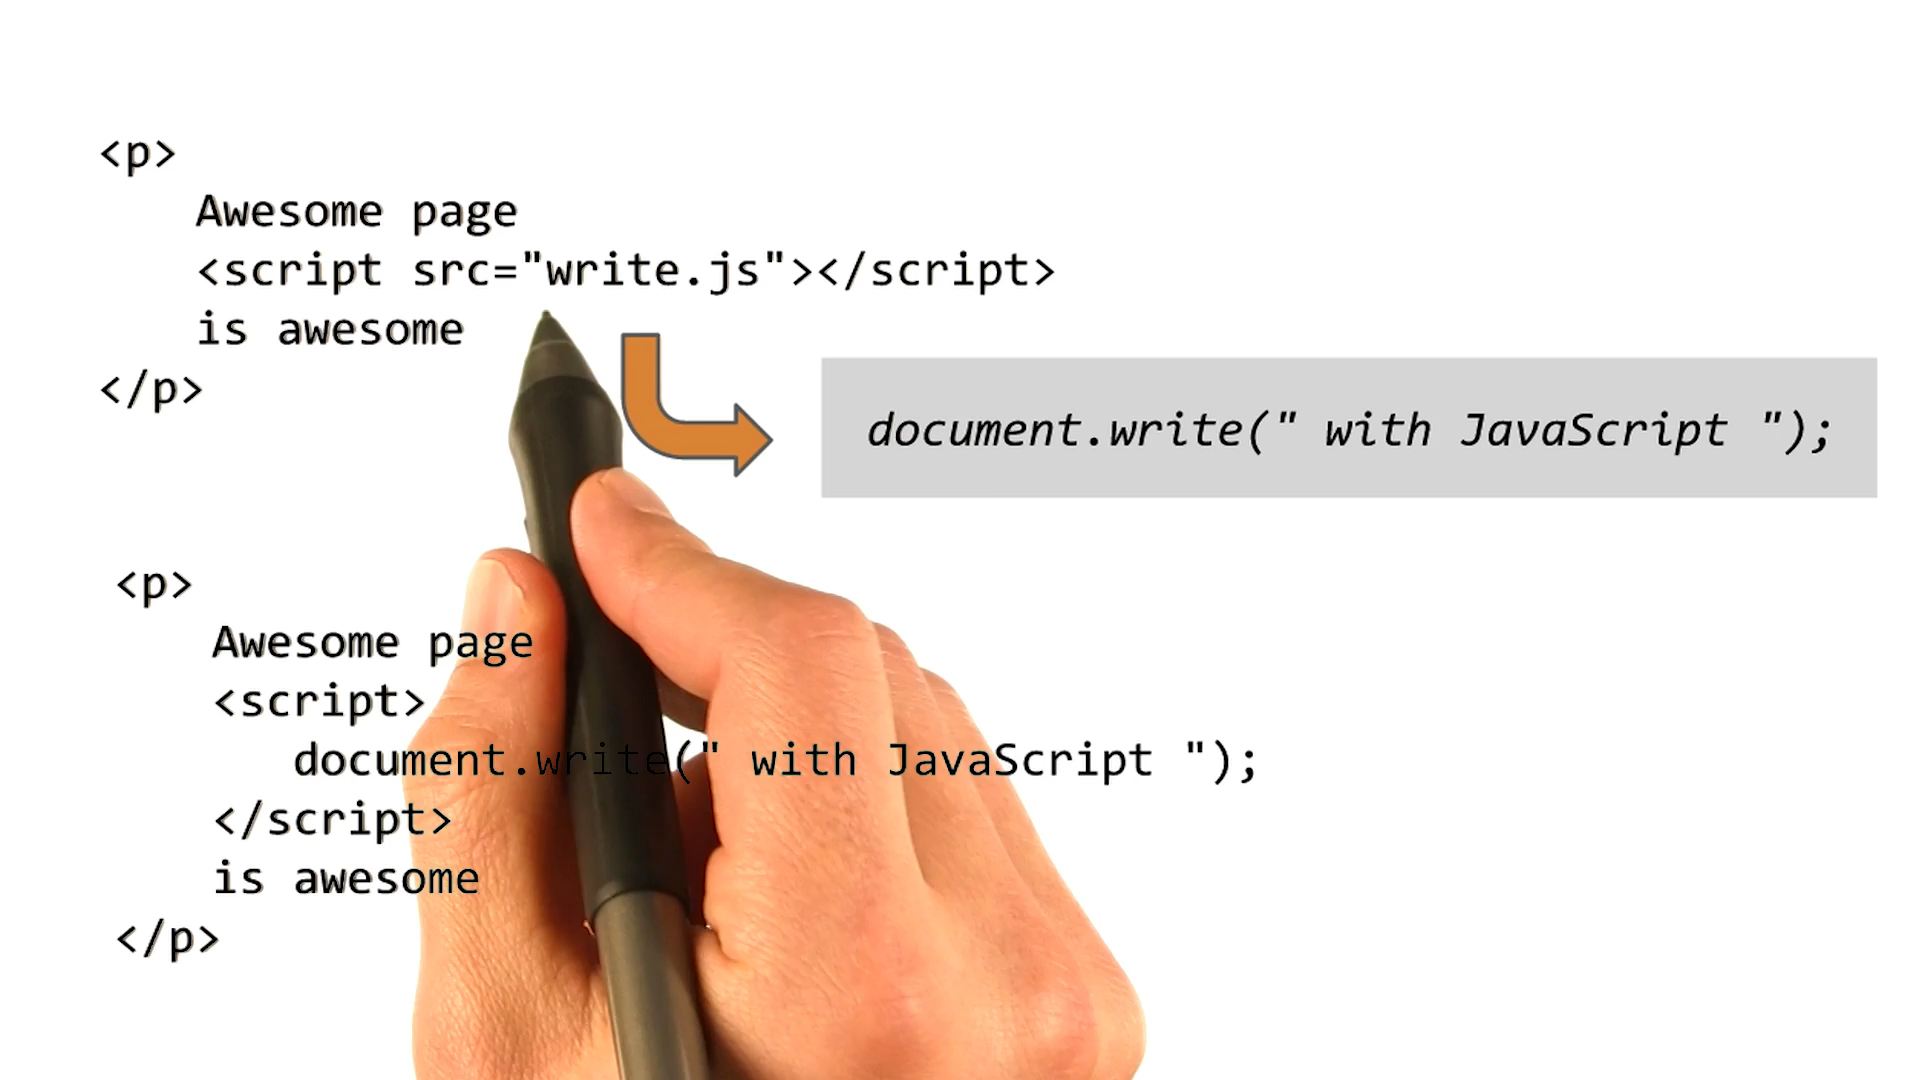 <p>
Awesome page
<script src="write.js"></script>
is awesome
</p>
document.write(" with JavaScript ");
<p>
Awesome page
<script>
document.write(" with JavaScript ");
</script>
is awesome
</p>